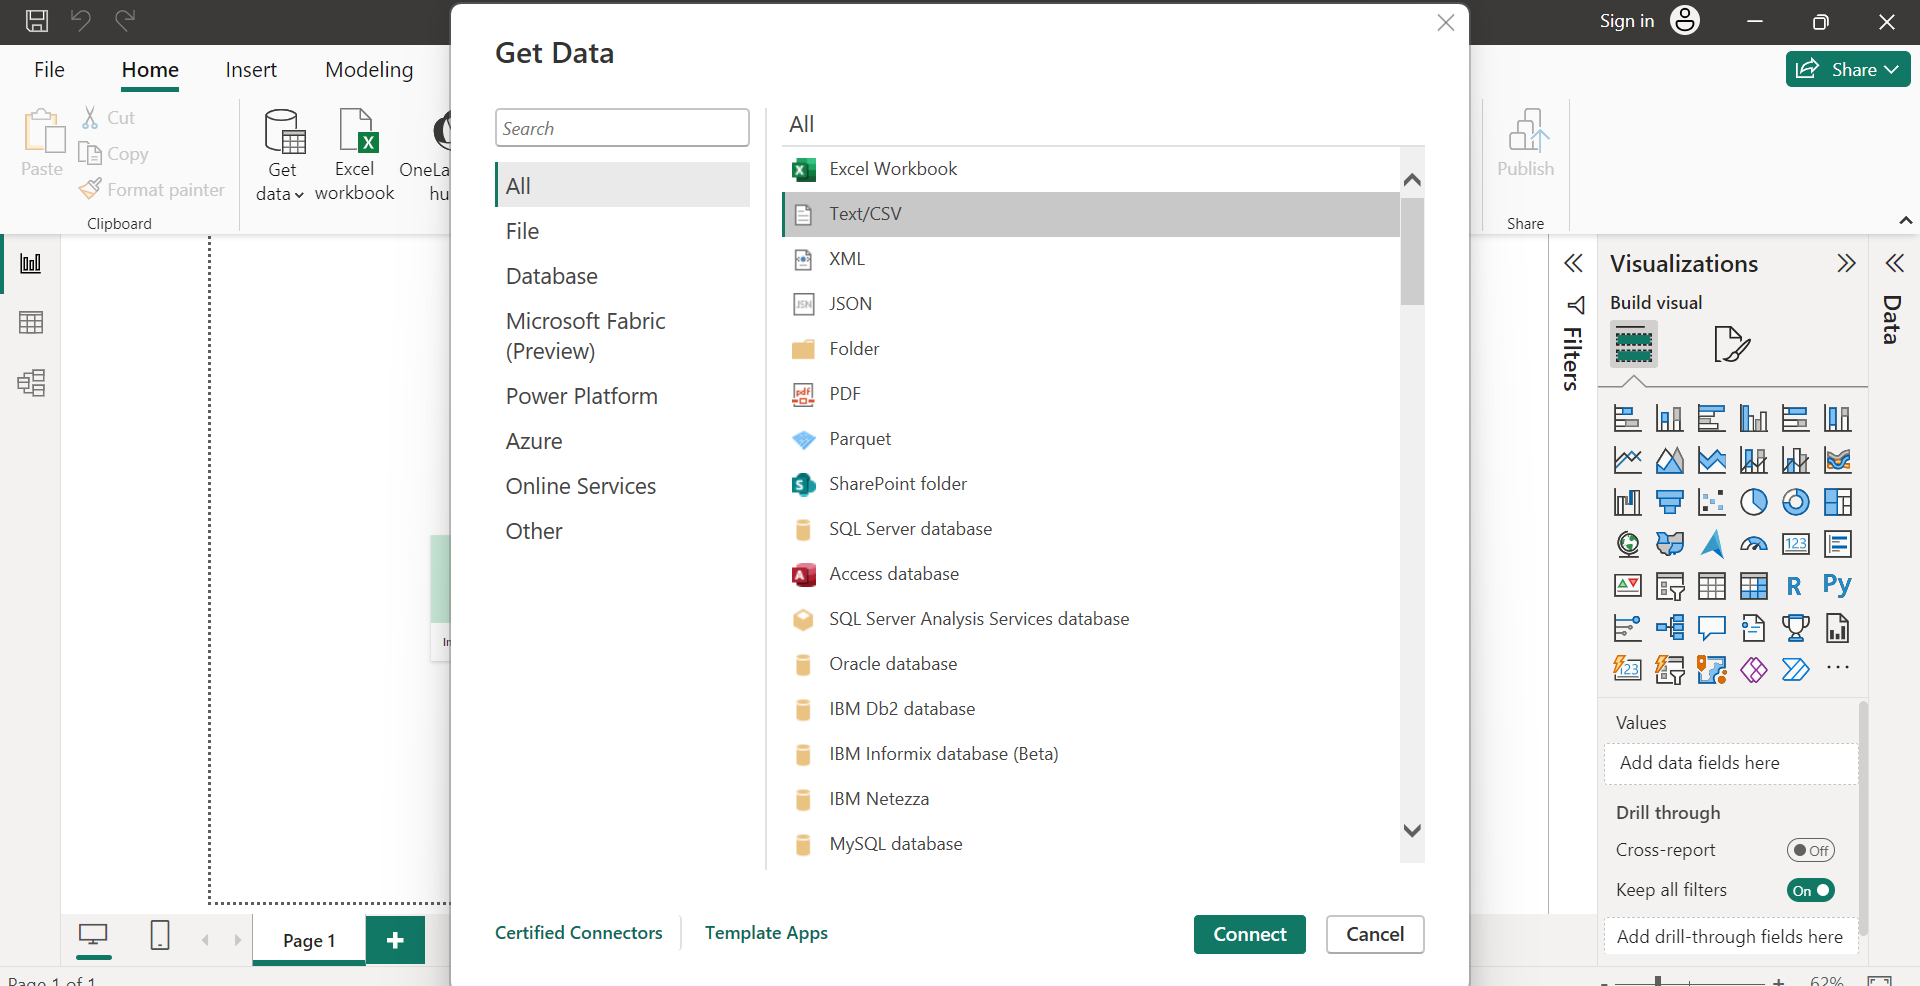 Sign in
File
Home
Insert
Modeling
Share
Paste
Cut
Copy
Format painter
Clipboard
Get
data
Excel
workbook
OneLa
hu
Publish
Share
Get Data
Search
All
File
Database
Microsoft Fabric
(Preview)
Power Platform
Azure
Online Services
Other
All
Excel Workbook
Text/CSV
XML
JSON
Folder
PDF
Parquet
SharePoint folder
SQL Server database
Access database
SQL Server Analysis Services database
Oracle database
IBM Db2 database
IBM Informix database (Beta)
IBM Netezza
MySQL database
Certified Connectors
Template Apps
Connect
Cancel
Filters
Visualizations
Build visual
123
R
Py
123
Values
Add data fields here
Drill through
Cross-report
Off
Keep all filters
On
Add drill-through fields here
Data
Page 1
Page 1 of 1
62%